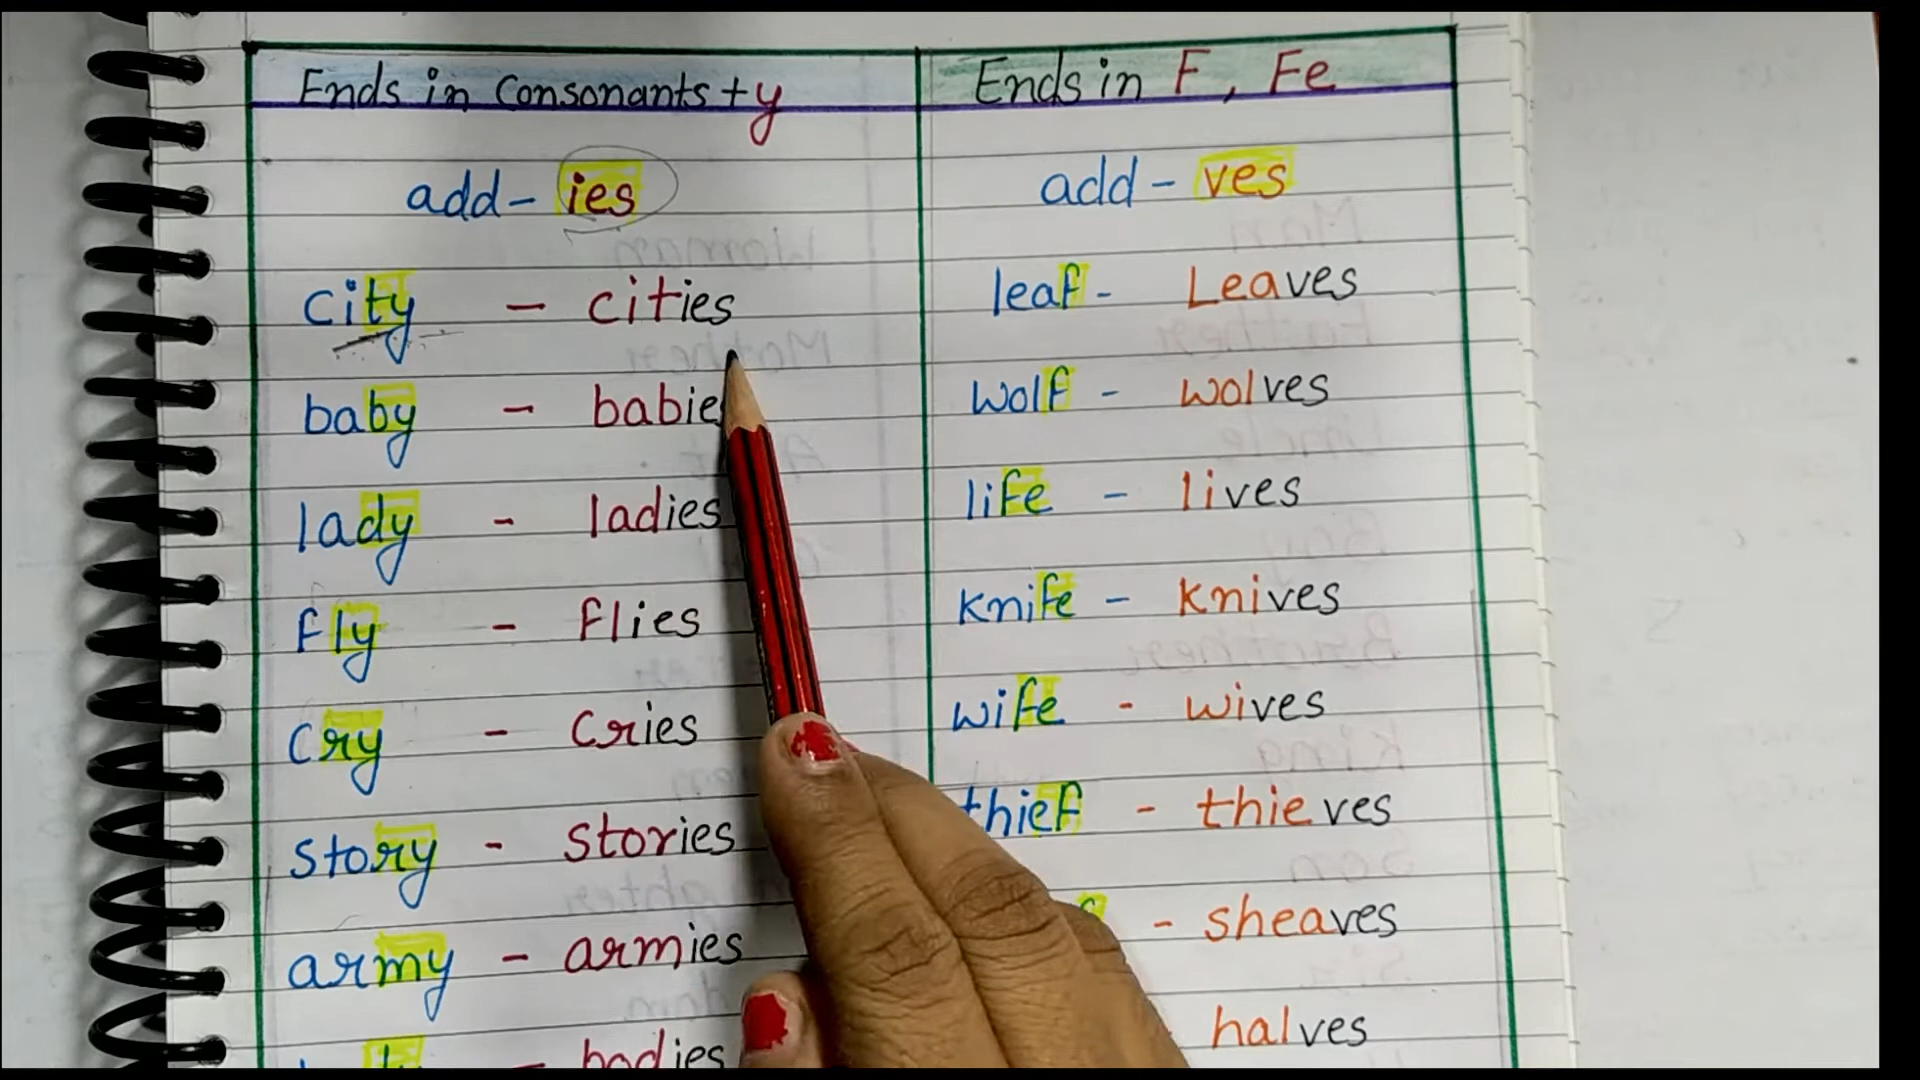 Ends in Consonants + y
add - ies
city - cities
baby - babie
lady - ladies
fly - flies
cry - cries
story - stories
army - armies
- bodies
Ends in F, Fe
add - ves
leaf - Leaves
wolf - wolves
life - lives
knife - knives
wife - wives
thief - thieves
- sheaves
halves